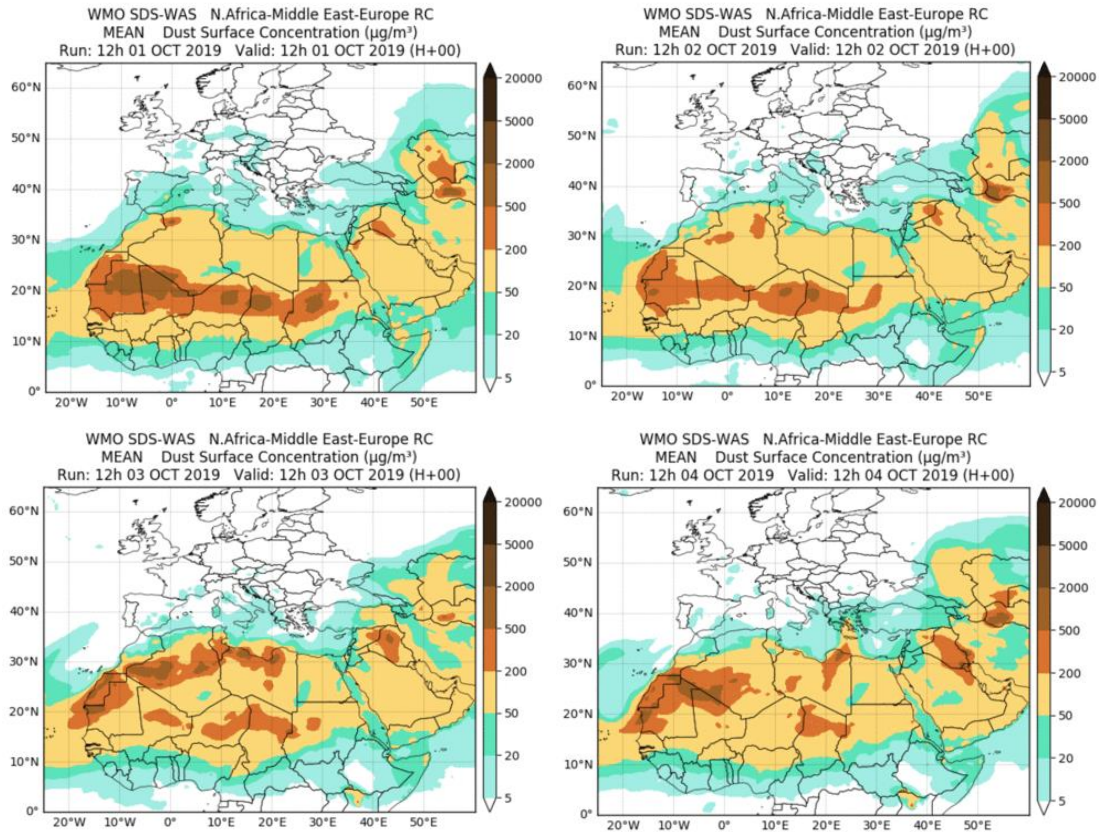 WMO SDS-WAS N.Africa-Middle East-Europe RC
MEAN Dust Surface Concentration (µg/m³)
Run: 12h 01 OCT 2019 Valid: 12h 01 OCT 2019 (H+00)
60°N
50°N
40°N
30°N
20°N
10°N
0°
20°W 10°W 0° 10°E 20°E 30°E 40°E 50°E
20000
5000
2000
500
200
50
20
5
WMO SDS-WAS N.Africa-Middle East-Europe RC
MEAN Dust Surface Concentration (µg/m³)
Run: 12h 02 OCT 2019 Valid: 12h 02 OCT 2019 (H+00)
60°N
50°N
40°N
30°N
20°N
10°N
0°
20°W 10°W 0° 10°E 20°E 30°E 40°E 50°E
20000
5000
2000
500
200
50
20
5
WMO SDS-WAS N.Africa-Middle East-Europe RC
MEAN Dust Surface Concentration (µg/m³)
Run: 12h 03 OCT 2019 Valid: 12h 03 OCT 2019 (H+00)
60°N
50°N
40°N
30°N
20°N
10°N
0°
20°W 10°W 0° 10°E 20°E 30°E 40°E 50°E
20000
5000
2000
500
200
50
20
5
WMO SDS-WAS N.Africa-Middle East-Europe RC
MEAN Dust Surface Concentration (µg/m³)
Run: 12h 04 OCT 2019 Valid: 12h 04 OCT 2019 (H+00)
60°N
50°N
40°N
30°N
20°N
10°N
0°
20°W 10°W 0° 10°E 20°E 30°E 40°E 50°E
20000
5000
2000
500
200
50
20
5